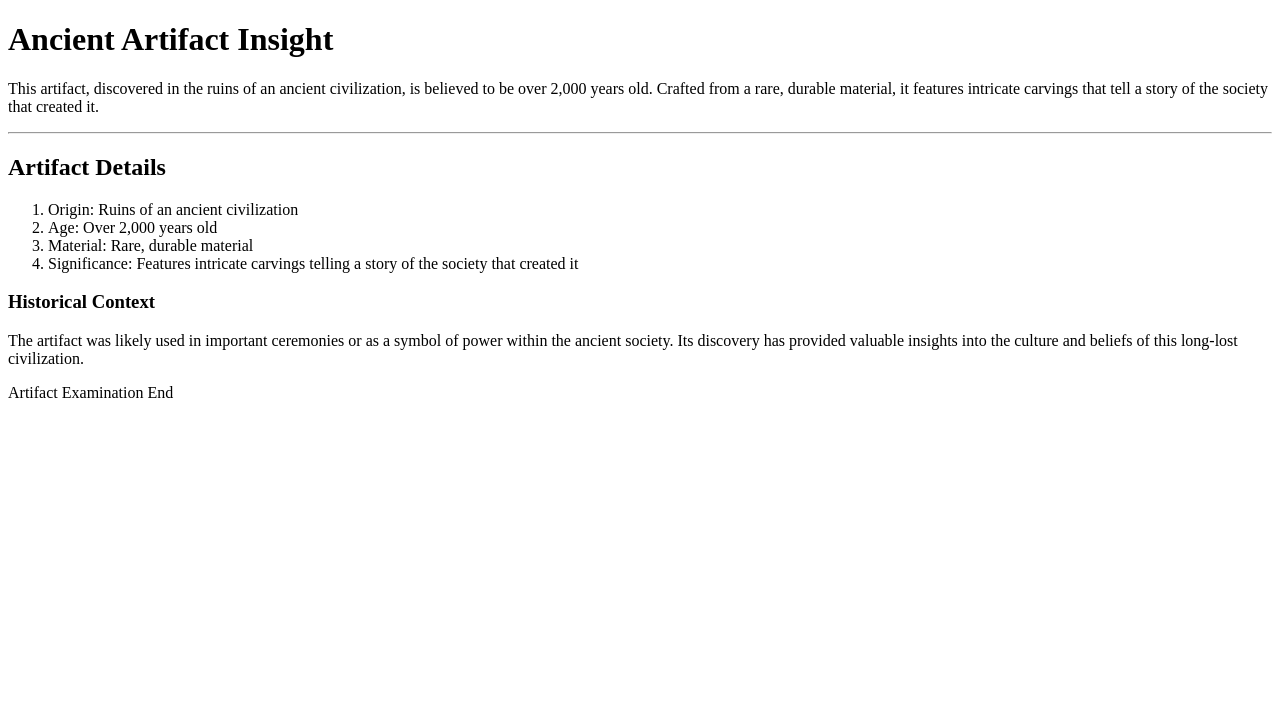 Ancient Artifact Insight
This artifact, discovered in the ruins of an ancient civilization, is believed to be over 2,000 years old. Crafted from a rare, durable material, it features intricate carvings that tell a story of the society
that created it.
Artifact Details
1. Origin: Ruins of an ancient civilization
2. Age: Over 2,000 years old
3. Material: Rare, durable material
4. Significance: Features intricate carvings telling a story of the society that created it
Historical Context
The artifact was likely used in important ceremonies or as a symbol of power within the ancient society. Its discovery has provided valuable insights into the culture and beliefs of this long-lost
civilization.
Artifact Examination End